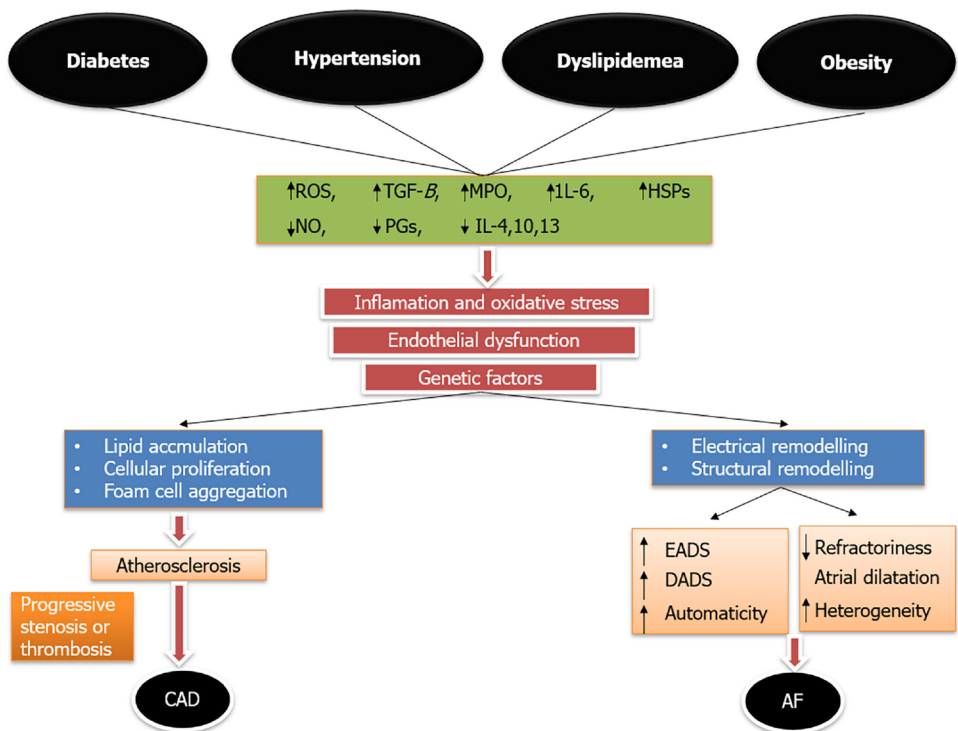 Diabetes
Hypertension
Dyslipidemea
Obesity
↑ROS, ↑TGF-B, ↑MPO, ↑1L-6, ↑HSPs
↓NO, ↓PGs, ↓IL-4,10,13
Inflamation and oxidative stress
Endothelial dysfunction
Genetic factors
• Lipid accmulation
• Cellular proliferation
• Foam cell aggregation
• Electrical remodelling
• Structural remodelling
Atherosclerosis
Progressive
stenosis or
thrombosis
CAD
↑ EADS
↑ DADS
↑ Automaticity
↓ Refractoriness
Atrial dilatation
↑ Heterogeneity
AF